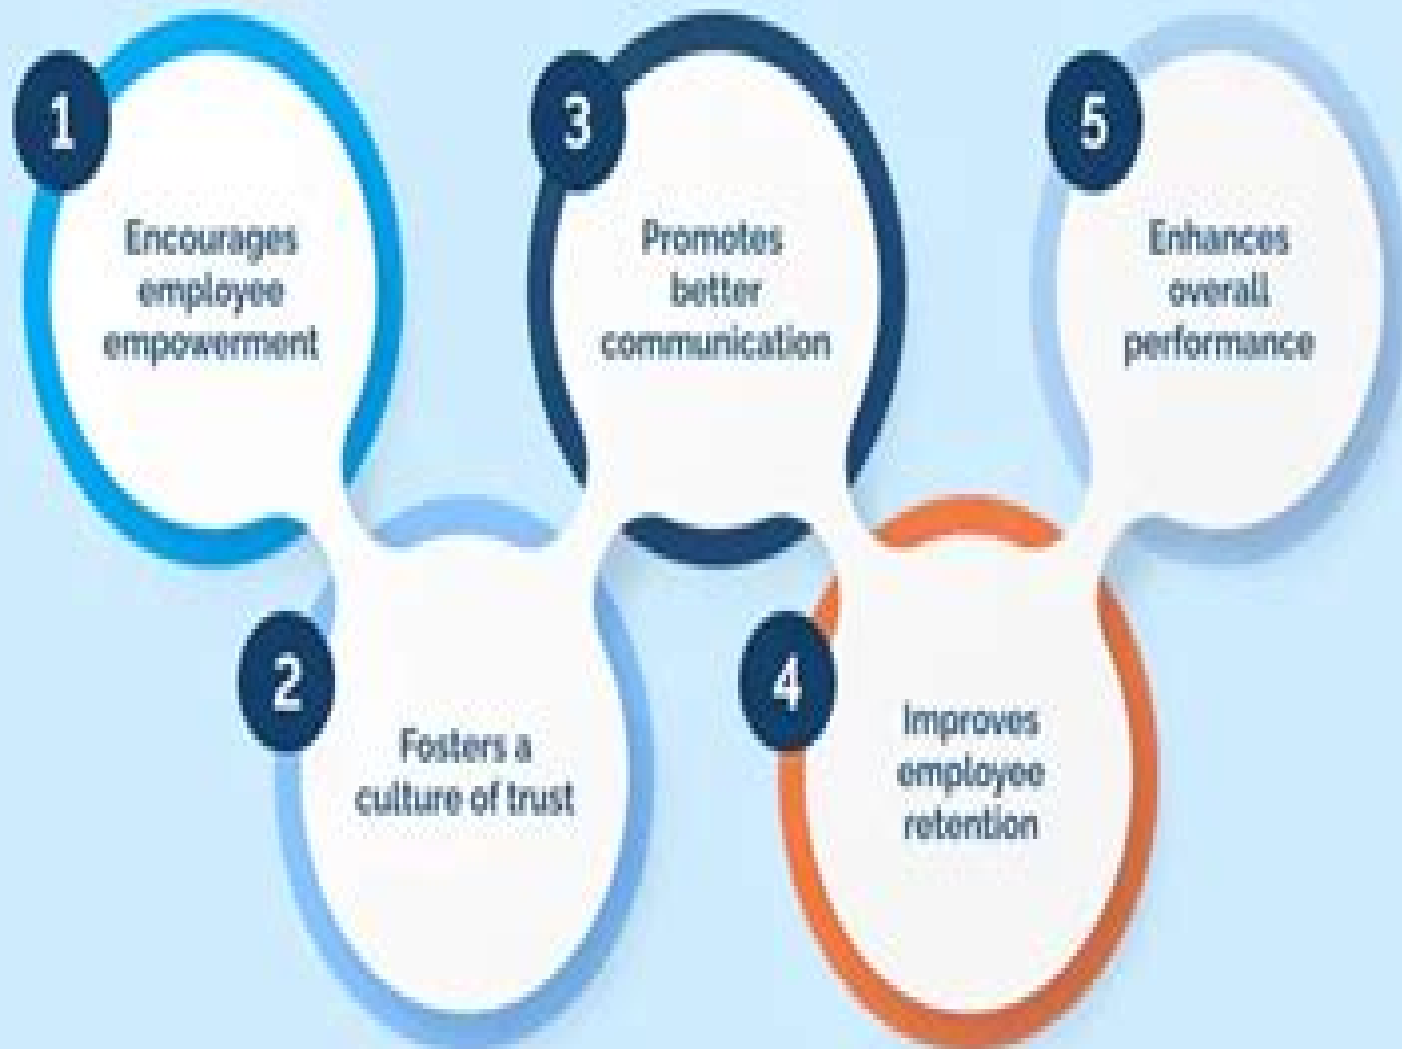 1
Encourages
employee
empowerment
2
Fosters a
culture of trust
3
Promotes
better
communication
4
Improves
employee
retention
5
Enhances
overall
performance